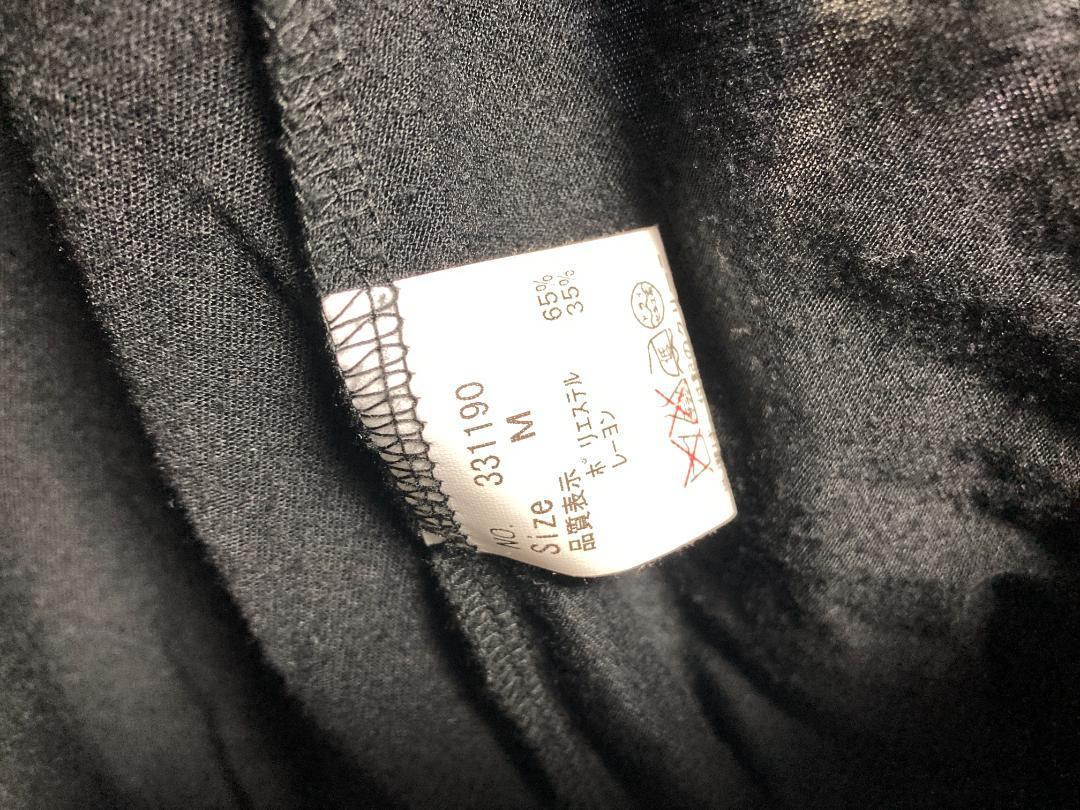 NO. 331190
Size M
品質表示 ポリエステル 65%
レーヨン 35%